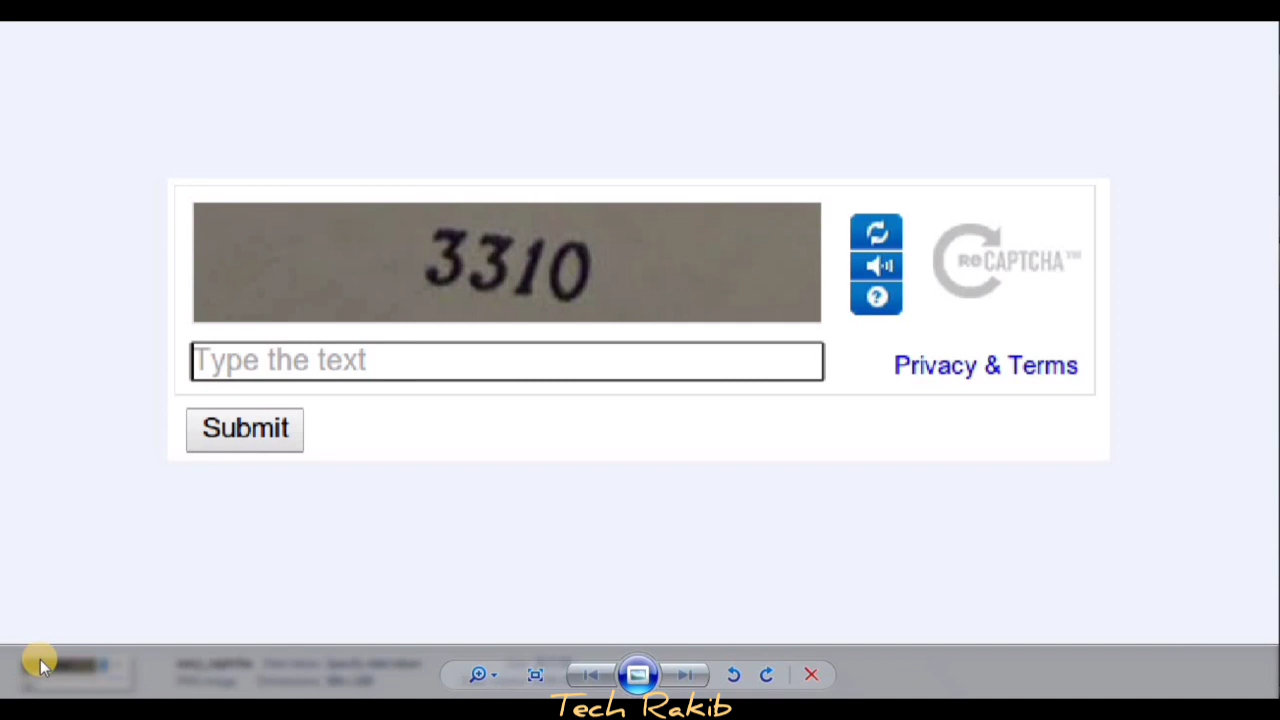 3310
ReCAPTCHA™
Type the text
Privacy & Terms
Submit
Tech Rakib